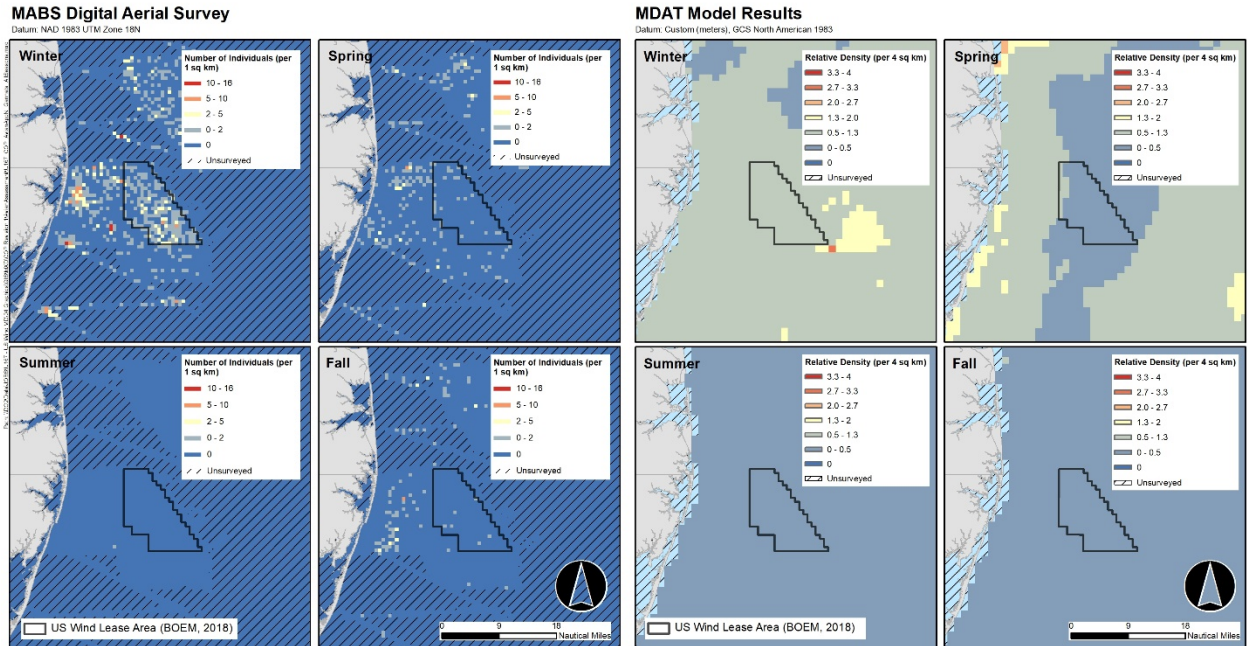 MABS Digital Aerial Survey
Datum: NAD 1983 UTM Zone 18N
Winter
Number of Individuals (per
1 sq km)
10 - 16
5 - 10
2 - 5
0 - 2
0
Unsurveyed
Spring
Number of Individuals (per
1 sq km)
10 - 16
5 - 10
2 - 5
0 - 2
0
Unsurveyed
Summer
Number of Individuals (per
1 sq km)
10 - 16
5 - 10
2 - 5
0 - 2
0
Unsurveyed
US Wind Lease Area (BOEM, 2018)
Fall
Number of Individuals (per
1 sq km)
10 - 16
5 - 10
2 - 5
0 - 2
0
Unsurveyed
0 9 18
Nautical Miles
MDAT Model Results
Datum: Custom (meters), GCS North American 1983
Winter
Relative Density (per 4 sq km)
3.3 - 4
2.7 - 3.3
2.0 - 2.7
1.3 - 2.0
0.5 - 1.3
0 - 0.5
0
Unsurveyed
Spring
Relative Density (per 4 sq km)
3.3 - 4
2.7 - 3.3
2.0 - 2.7
1.3 - 2
0.5 - 1.3
0 - 0.5
0
Unsurveyed
Summer
Relative Density (per 4 sq km)
3.3 - 4
2.7 - 3.3
2.0 - 2.7
1.3 - 2
0.5 - 1.3
0 - 0.5
0
Unsurveyed
US Wind Lease Area (BOEM, 2018)
Fall
Relative Density (per 4 sq km)
3.3 - 4
2.7 - 3.3
2.0 - 2.7
1.3 - 2
0.5 - 1.3
0 - 0.5
0
Unsurveyed
0 9 18
Nautical Miles